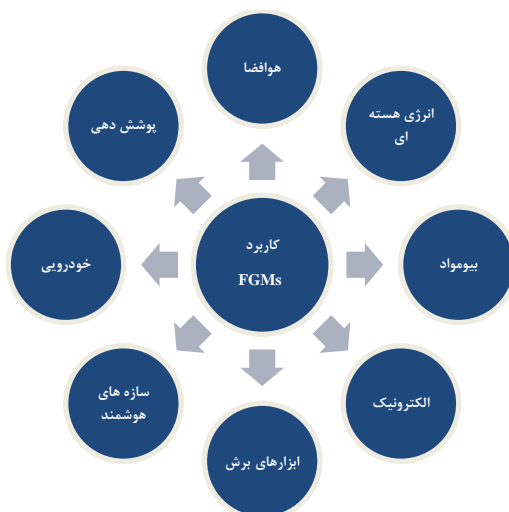 هوافضا
انرژی هسته
ای
بیومواد
الکترونیک
ابزارهای برش
سازه های
هوشمند
خودرویی
پوشش دهی
کاربرد
FGMs